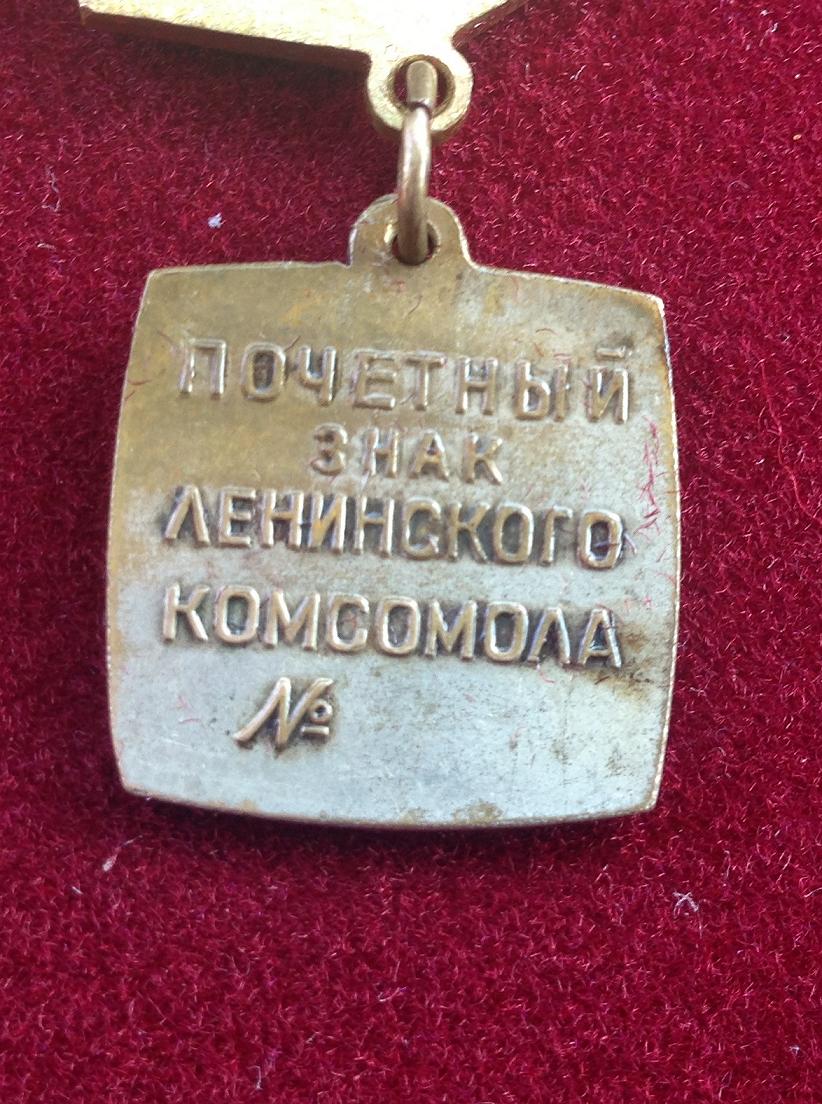 ПОЧЕТНЫЙ
ЗНАК
ЛЕНИНСКОГО
КОМСОМОЛА
№